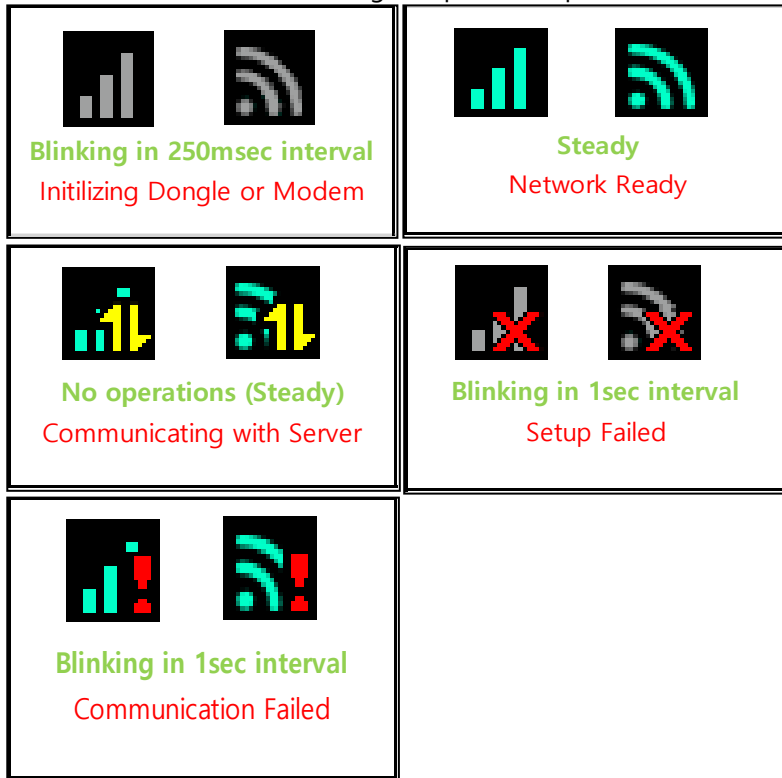 Blinking in 250msec interval
Initilizing Dongle or Modem
Steady
Network Ready
No operations (Steady)
Communicating with Server
Blinking in 1sec interval
Setup Failed
Blinking in 1sec interval
Communication Failed